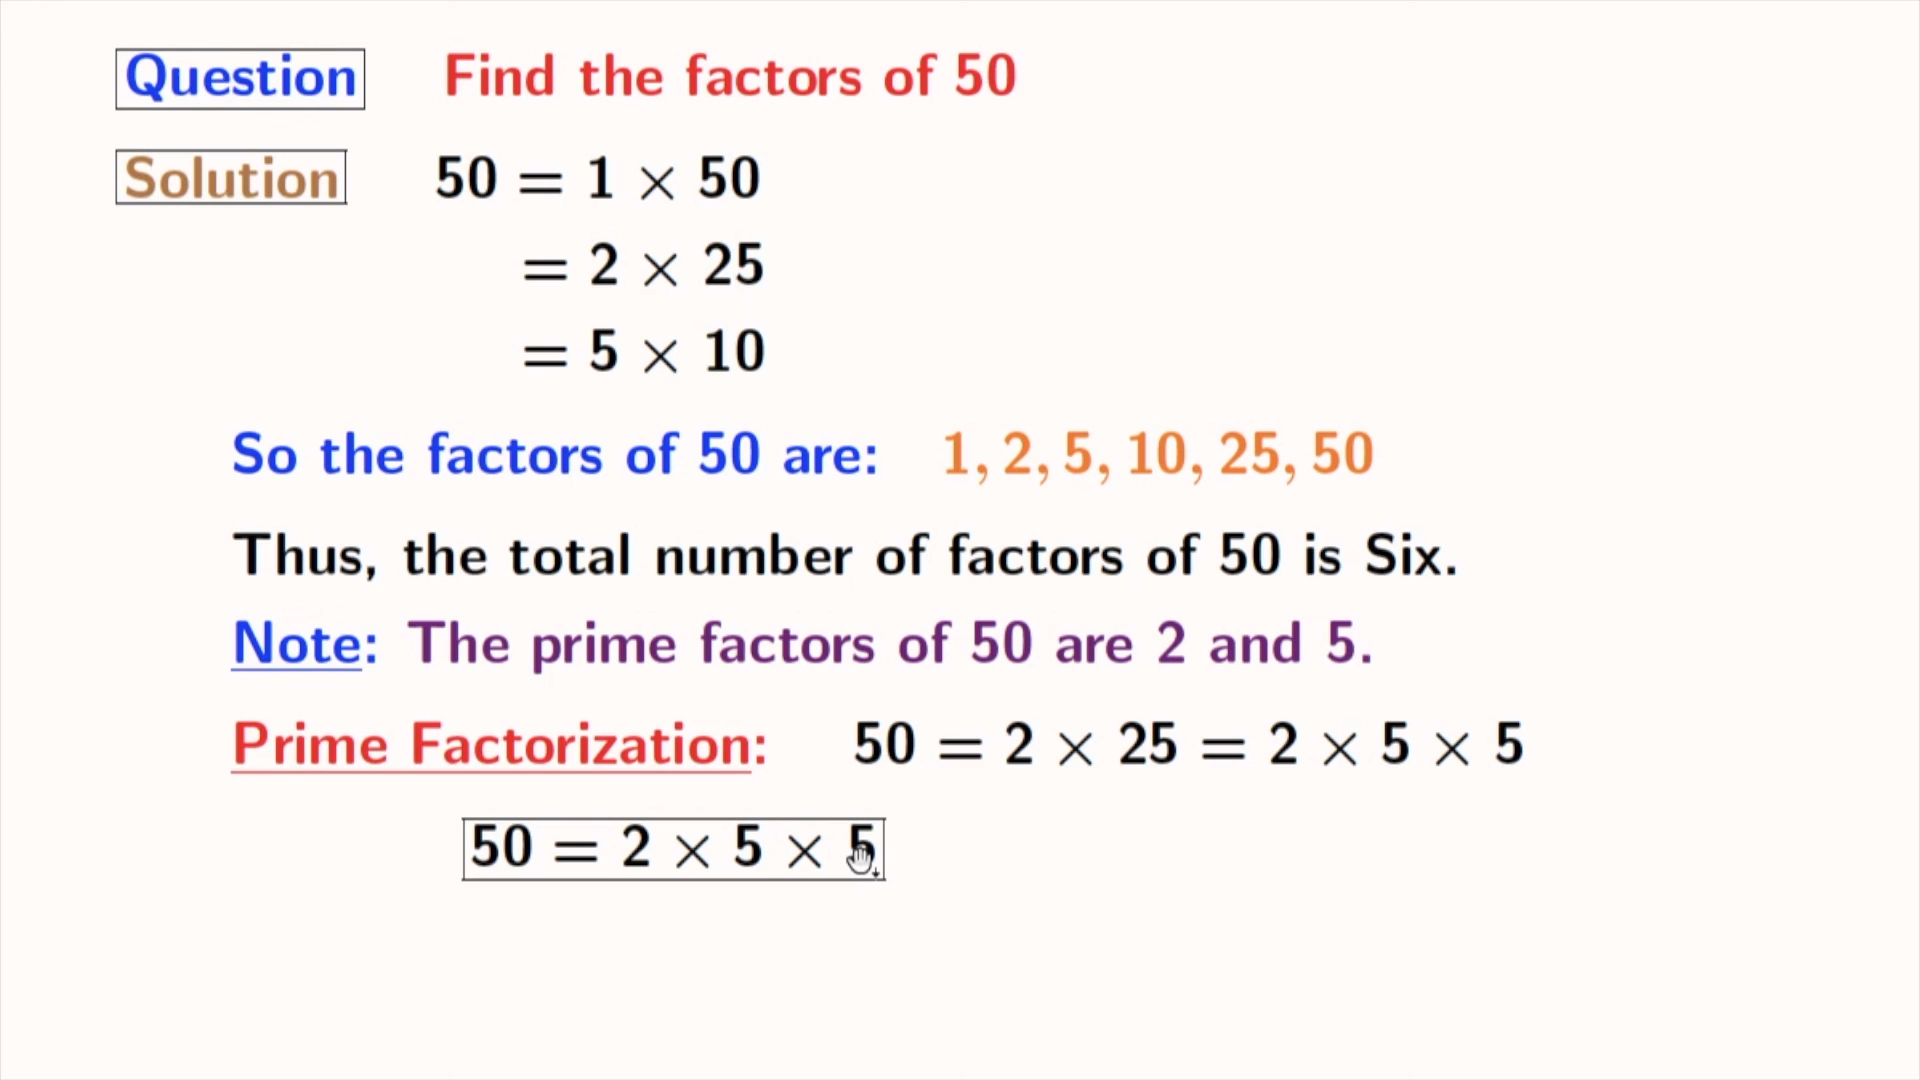 Question Find the factors of 50
Solution 50 = 1 × 50
= 2 × 25
= 5 × 10
So the factors of 50 are: 1, 2, 5, 10, 25, 50
Thus, the total number of factors of 50 is Six.
Note: The prime factors of 50 are 2 and 5.
Prime Factorization: 50 = 2 × 25 = 2 × 5 × 5
50 = 2 × 5 × 5